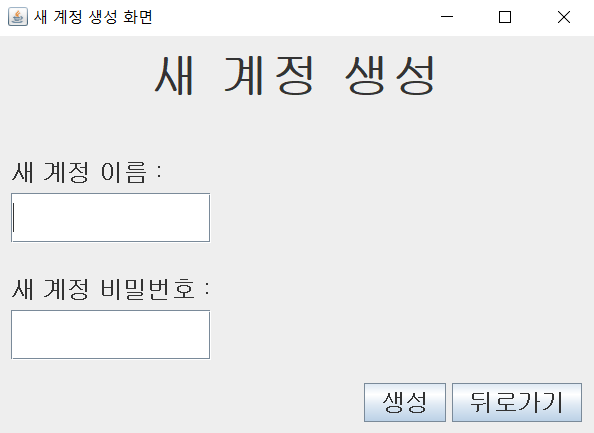 새 계정 생성 화면
새 계정 생성
새 계정 이름 :
새 계정 비밀번호 :
생성 뒤로가기